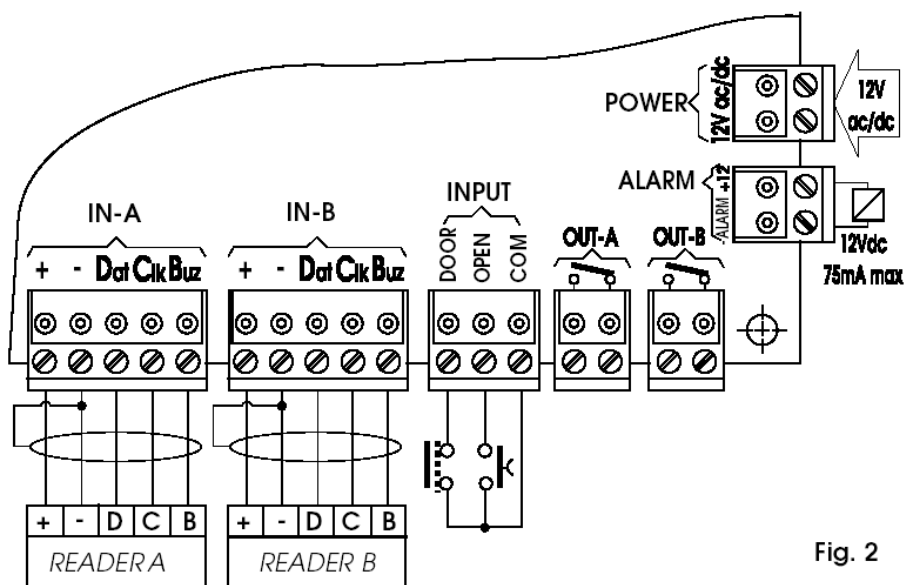 POWER
12V ac/dc
12V
ac/dc
ALARM
+12
-ALARM
12Vdc
75mA max
IN-A
+ - Dat Clk Buz
IN-B
+ - Dat Clk Buz
INPUT
DOOR
OPEN
COM
OUT-A
OUT-B
+ - D C B
READER A
+ - D C B
READER B
Fig. 2